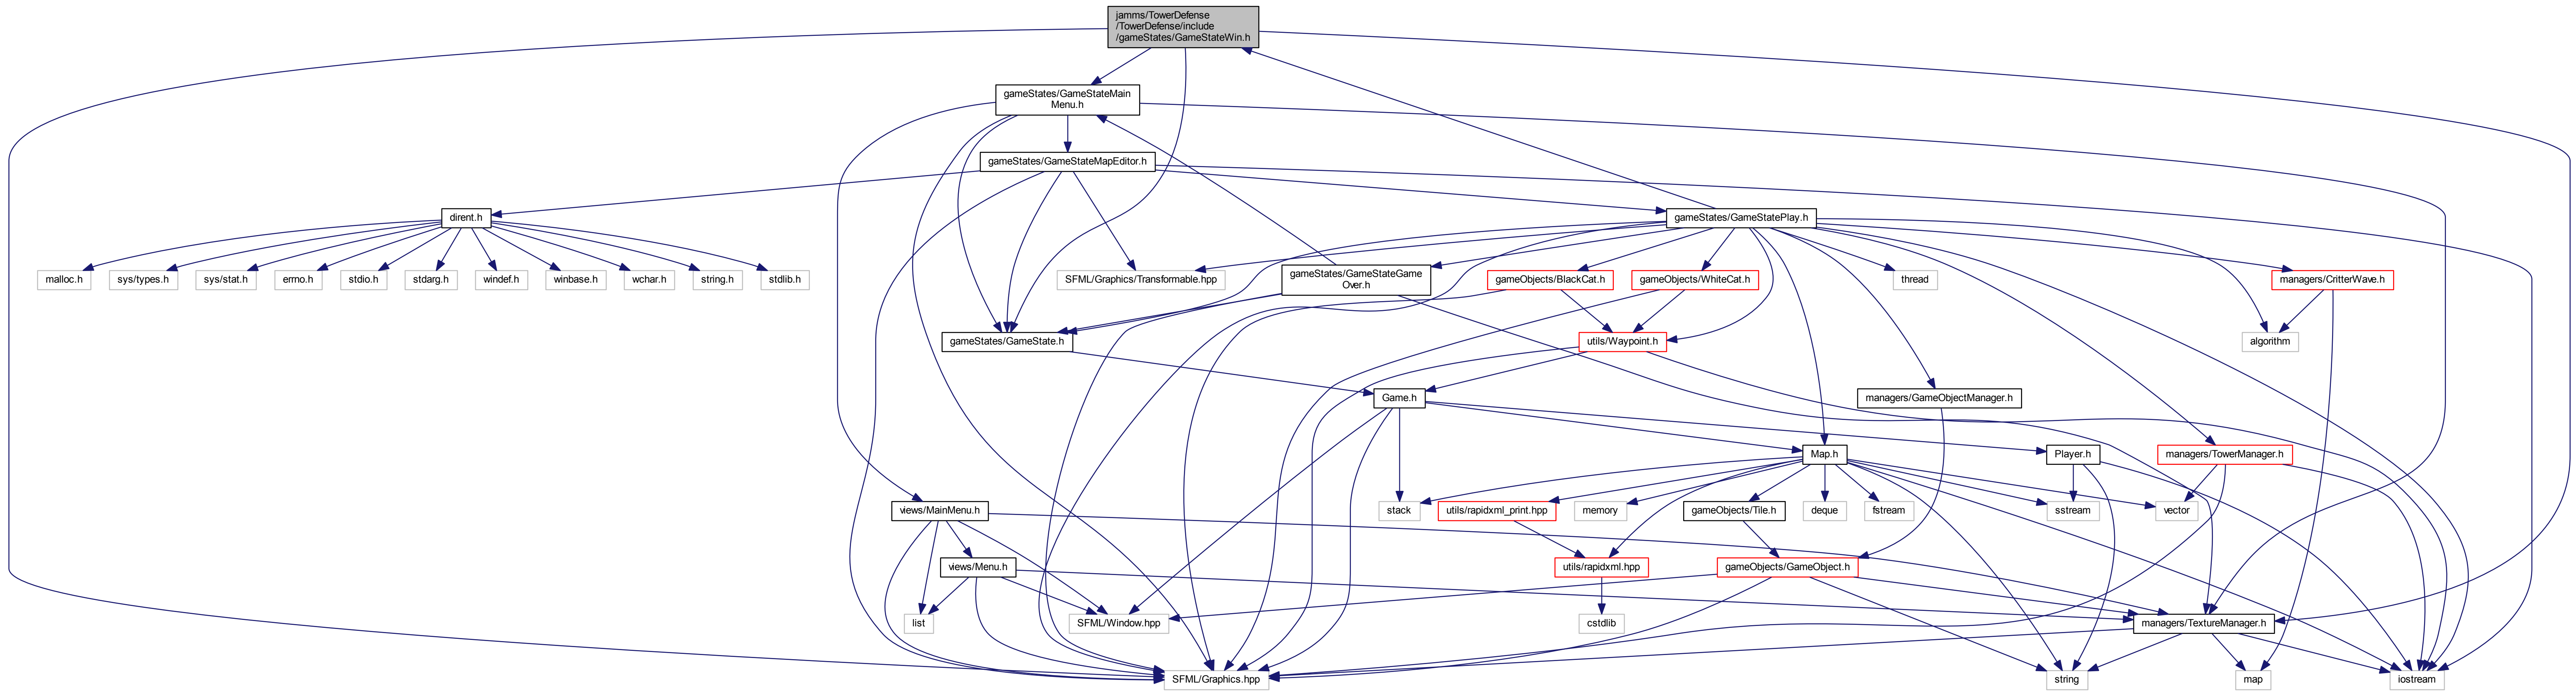 jamms/TowerDefense
/TowerDefense/include
/gameStates/GameStateWin.h
gameStates/GameStateMain
Menu.h
gameStates/GameStateMapEditor.h
dirent.h
gameStates/GameStatePlay.h
malloc.h
sys/types.h
sys/stat.h
errno.h
stdio.h
stdarg.h
windef.h
winbase.h
wchar.h
string.h
stdlib.h
SFML/Graphics/Transformable.hpp
gameStates/GameStateGame
Over.h
gameObjects/BlackCat.h
gameObjects/WhiteCat.h
thread
managers/CritterWave.h
gameStates/GameState.h
utils/Waypoint.h
algorithm
Game.h
managers/GameObjectManager.h
Map.h
Player.h
managers/TowerManager.h
views/MainMenu.h
stack
utils/rapidxml_print.hpp
memory
gameObjects/Tile.h
deque
fstream
sstream
vector
views/Menu.h
utils/rapidxml.hpp
gameObjects/GameObject.h
list
SFML/Window.hpp
cstdlib
managers/TextureManager.h
SFML/Graphics.hpp
string
map
iostream